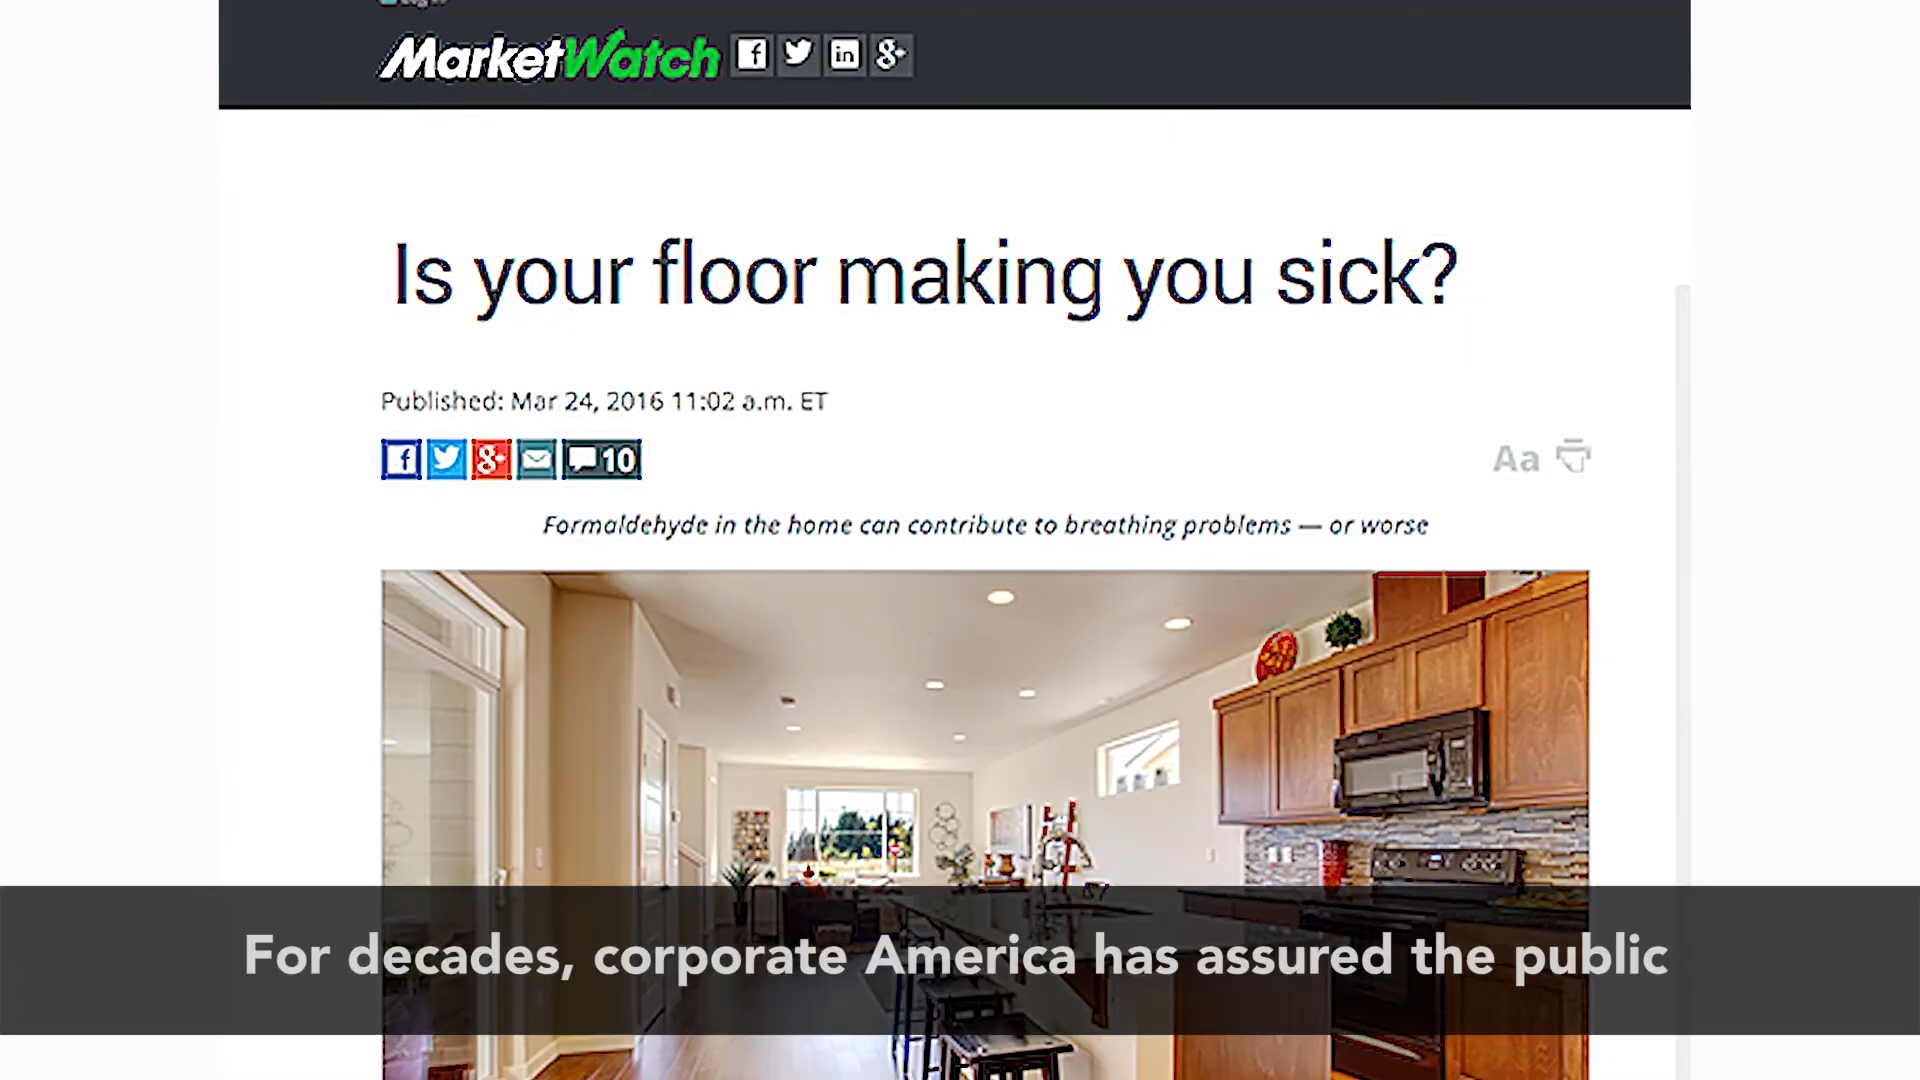 MarketWatch
Is your floor making you sick?
Published: Mar 24, 2016 11:02 a.m. ET
10
Aa
Formaldehyde in the home can contribute to breathing problems — or worse
For decades, corporate America has assured the public